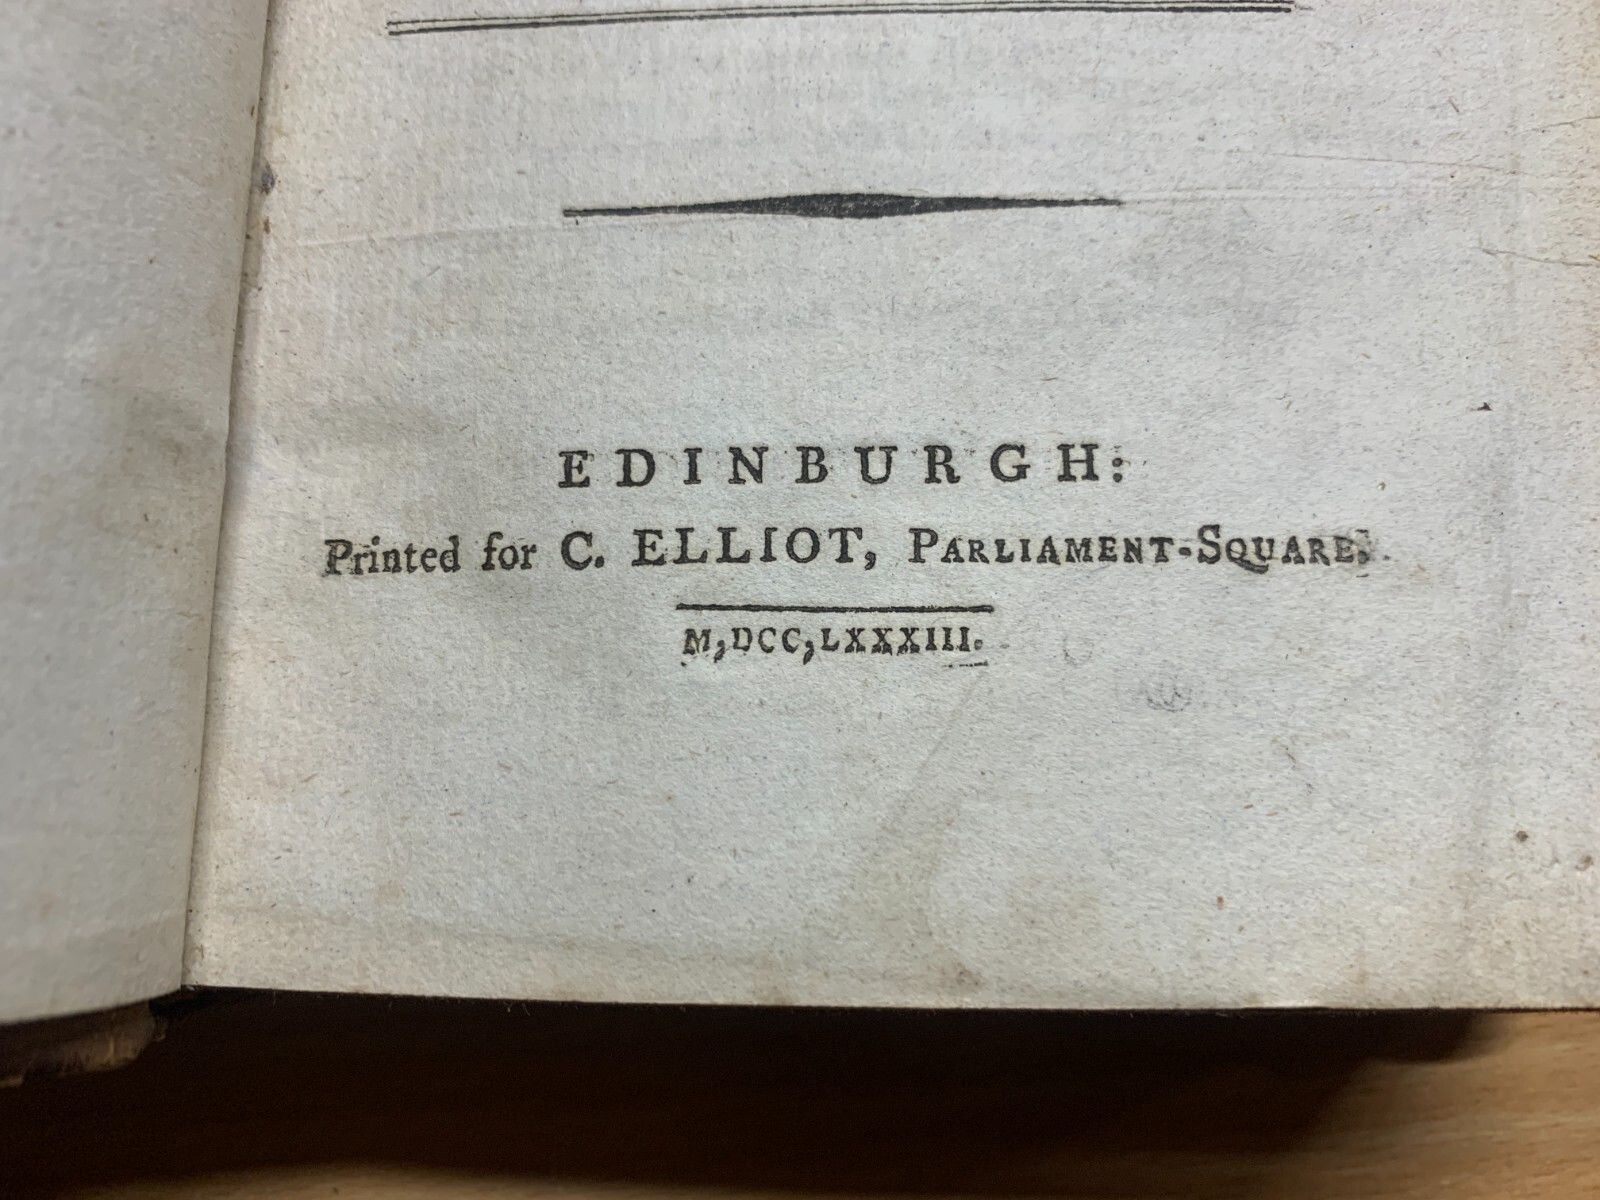 EDINBURGH:
Printed for C. ELLIOT, PARLIAMENT-SQUARE.
M,DCC,LXXXIII.